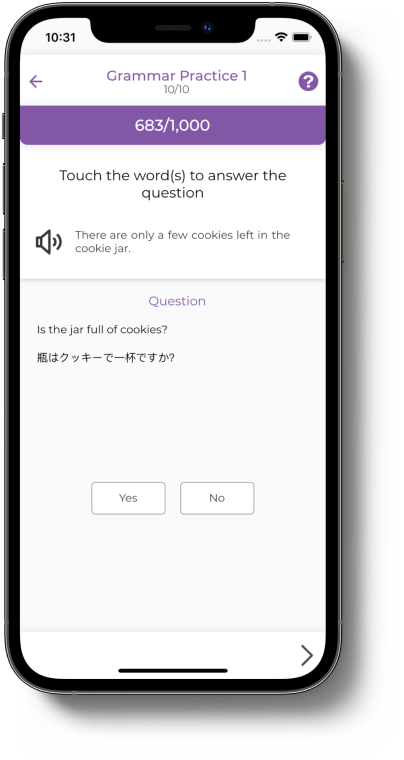 10:31
Grammar Practice 1
10/10
683/1,000
Touch the word(s) to answer the
question
There are only a few cookies left in the
cookie jar.
Question
Is the jar full of cookies?
瓶はクッキーで一杯ですか?
Yes
No